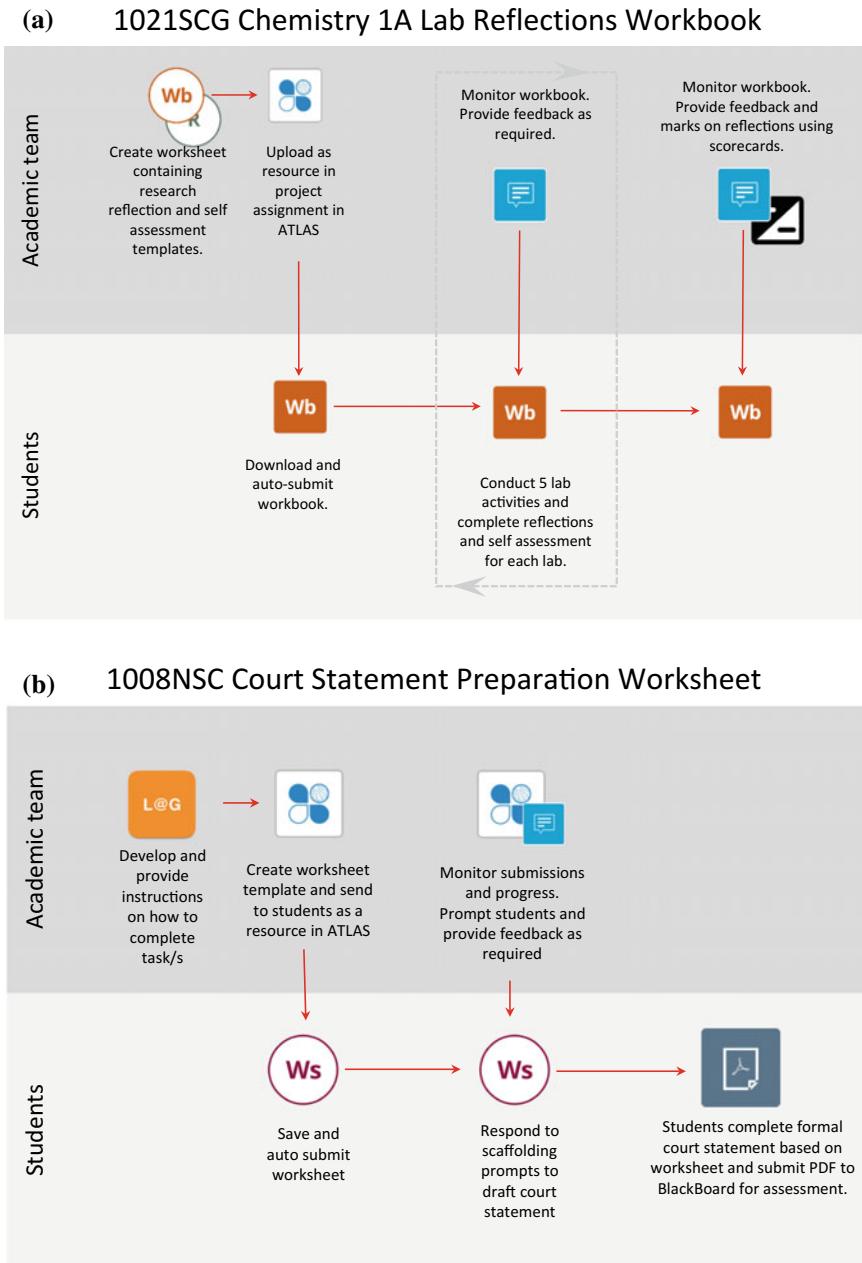 (a)
1021SCG Chemistry 1A Lab Reflections Workbook
Academic team
Wb
R
Create worksheet
containing
research
reflection and self
assessment
templates.
Upload as
resource in
project
assignment in
ATLAS
Monitor workbook.
Provide feedback as
required.
Monitor workbook.
Provide feedback and
marks on reflections using
scorecards.
Students
Wb
Download and
auto-submit
workbook.
Wb
Conduct 5 lab
activities and
complete reflections
and self assessment
for each lab.
Wb
(b)
1008NSC Court Statement Preparation Worksheet
Academic team
L@G
Develop and
provide
instructions
on how to
complete
task/s
Create worksheet
template and send
to students as a
resource in ATLAS
Monitor submissions
and progress.
Prompt students and
provide feedback as
required
Students
Ws
Save and
auto submit
worksheet
Ws
Respond to
scaffolding
prompts to
draft court
statement
Students complete formal
court statement based on
worksheet and submit PDF to
BlackBoard for assessment.